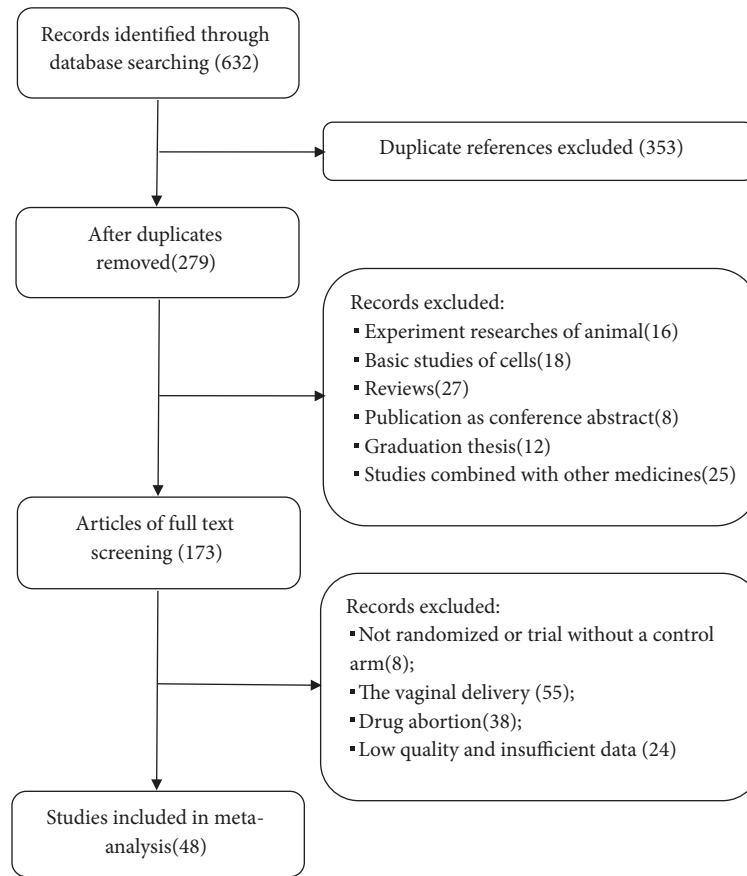 Records identified through
database searching (632)
Duplicate references excluded (353)
After duplicates
removed(279)
Records excluded:
▪ Experiment researches of animal(16)
▪ Basic studies of cells(18)
▪ Reviews(27)
▪ Publication as conference abstract(8)
▪ Graduation thesis(12)
▪ Studies combined with other medicines(25)
Articles of full text
screening (173)
Records excluded:
▪Not randomized or trial without a control
arm(8);
▪The vaginal delivery (55);
▪Drug abortion(38);
▪Low quality and insufficient data (24)
Studies included in meta-
analysis(48)